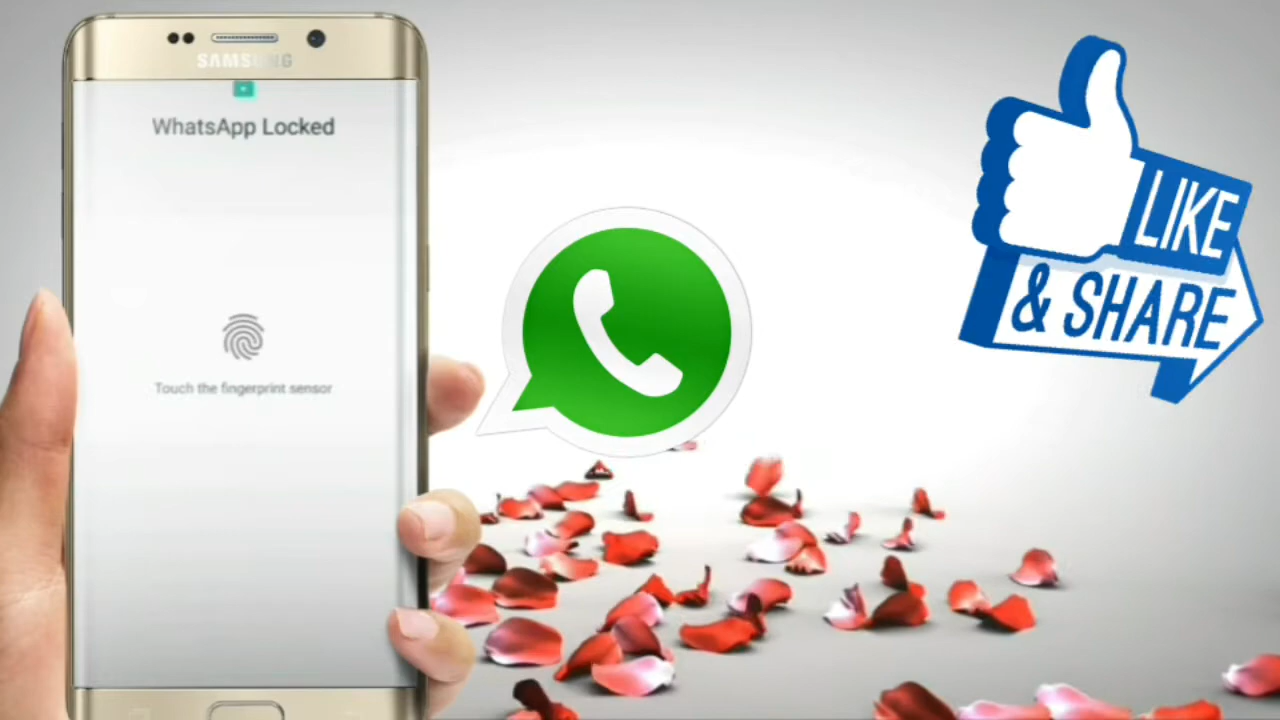 SAMSUNG
WhatsApp Locked
Touch the fingerprint sensor
LIKE
& SHARE